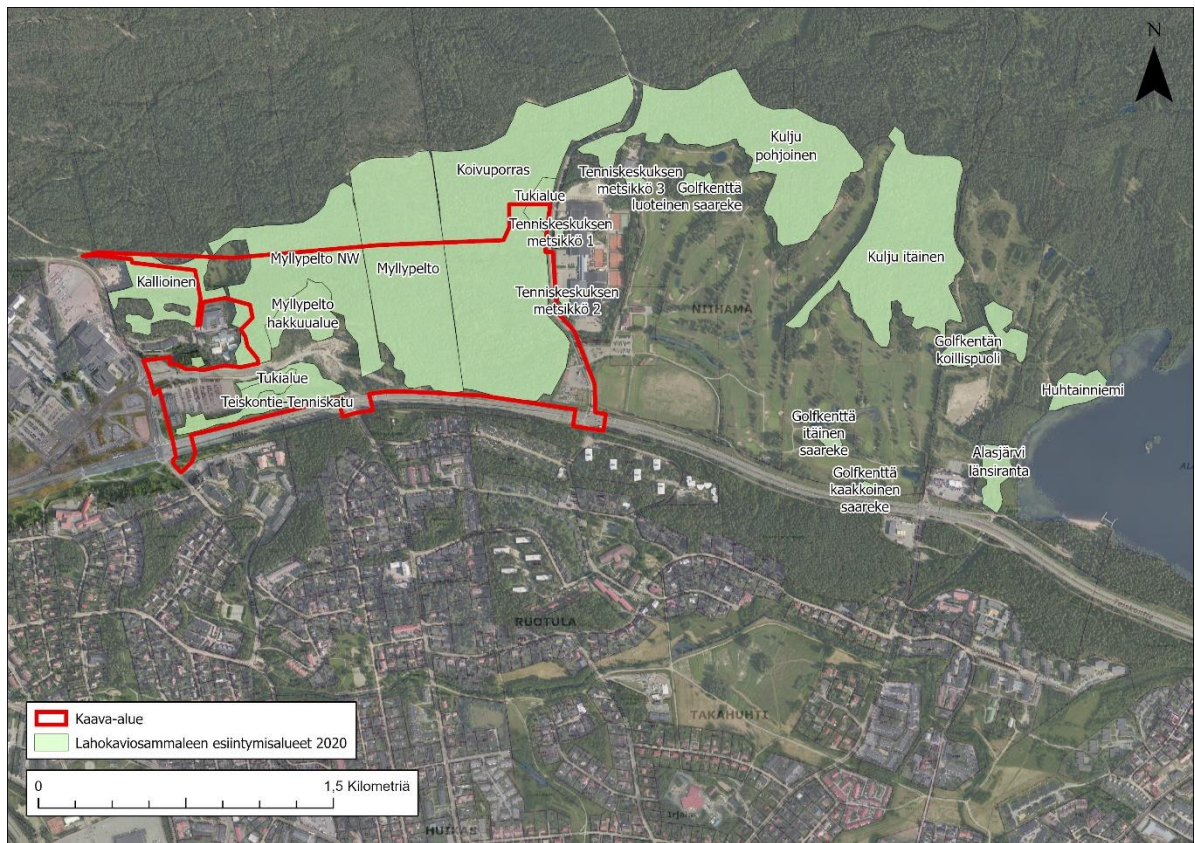 N
Kulju
pohjoinen
Koivuporras
Tenniskeskuksen
metsikkö 3
Golfkenttä
luoteinen saareke
Tukialue
Tenniskeskuksen
metsikkö 1
Kulju itäinen
Myllypelto NW
Myllypelto
Kallioinen
Tenniskeskuksen
metsikkö 2
NIIHAMA
Myllypelto
hakkuualue
Golfkentän
koillispuoli
Tukialue
Teiskontie-Tenniskatu
Huhtainniemi
Golfkenttä
itäinen
saareke
Alasjärvi
länsiranta
Golfkenttä
kaakkoinen
saareke
RUOTULA
TAKAHUHTI
HUIKAS
Kaava-alue
Lahokaviosammaleen esiintymisalueet 2020
0 1,5 Kilometriä